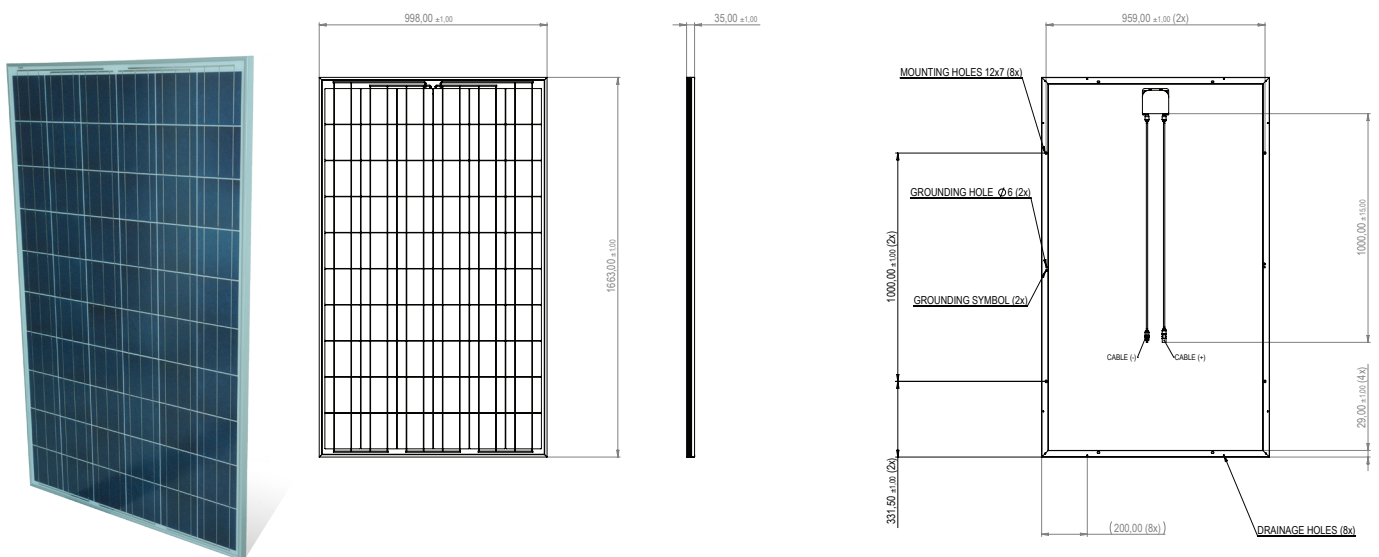 998,00 ±1,00
35,00 ±1,00
959,00 ±1,00 (2x)
1663,00 ±1,00
MOUNTING HOLES 12x7 (8x)
GROUNDING HOLE Ø6 (2x)
GROUNDING SYMBOL (2x)
1000,00 ±1,00 (2x)
331,50 ±1,00 (2x)
CABLE (-)
CABLE (+)
1000,00 ±15,00
29,00 ±1,00 (4x)
(200,00 (8x))
DRAINAGE HOLES (8x)